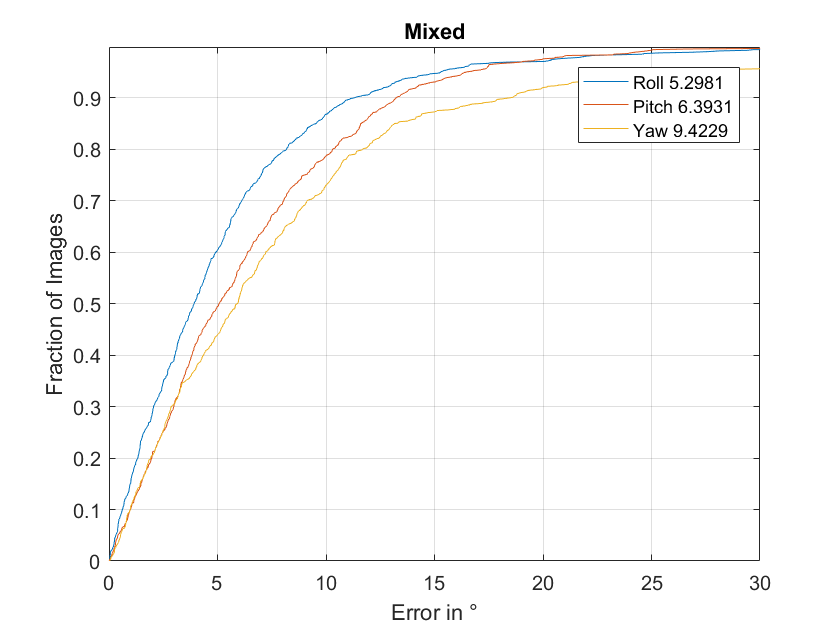 Mixed
Fraction of Images
0.9
0.8
0.7
0.6
0.5
0.4
0.3
0.2
0.1
0
Roll 5.2981
Pitch 6.3931
Yaw 9.4229
0 5 10 15 20 25 30
Error in °